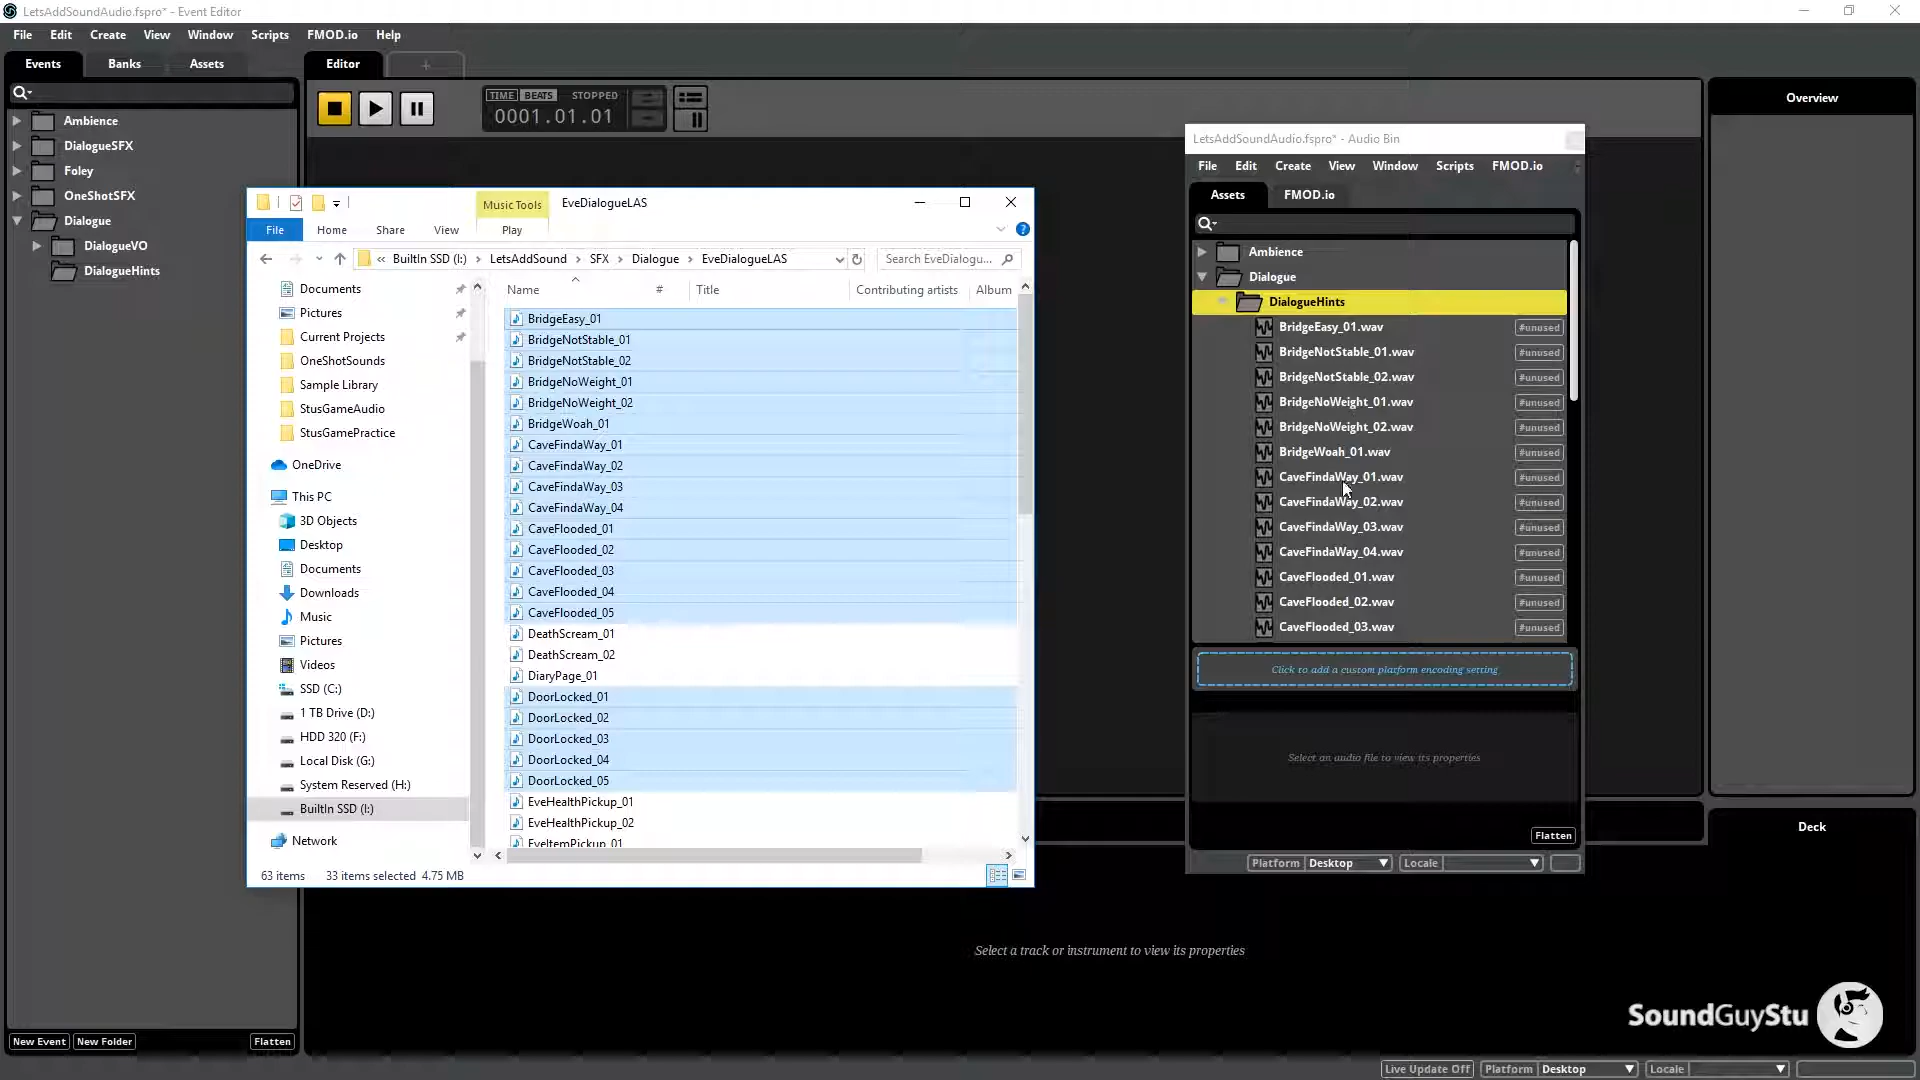 LetsAddSoundAudio.fspro* - Event Editor
File Edit Create View Window Scripts FMOD.io Help
Events Banks Assets Editor +
Ambience
DialogueSFX
Foley
OneShotSFX
Dialogue
DialogueVO
DialogueHints
New Event New Folder Flatten
TIME BEATS STOPPED
0001.01.01
Overview
Music Tools EveDialogueLAS
File Home Share View Play
« BuiltIn SSD (I:) › LetsAddSound › SFX › Dialogue › EveDialogueLAS
Search EveDialogu...
Documents
Pictures
Current Projects
OneShotSounds
Sample Library
StusGameAudio
StusGamePractice
OneDrive
This PC
3D Objects
Desktop
Documents
Downloads
Music
Pictures
Videos
SSD (C:)
1 TB Drive (D:)
HDD 320 (F:)
Local Disk (G:)
System Reserved (H:)
BuiltIn SSD (I:)
Network
Name # Title Contributing artists Album
BridgeEasy_01
BridgeNotStable_01
BridgeNotStable_02
BridgeNoWeight_01
BridgeNoWeight_02
BridgeWoah_01
CaveFindaWay_01
CaveFindaWay_02
CaveFindaWay_03
CaveFindaWay_04
CaveFlooded_01
CaveFlooded_02
CaveFlooded_03
CaveFlooded_04
CaveFlooded_05
DeathScream_01
DeathScream_02
DiaryPage_01
DoorLocked_01
DoorLocked_02
DoorLocked_03
DoorLocked_04
DoorLocked_05
EveHealthPickup_01
EveHealthPickup_02
EveItemPickup_01
63 items 33 items selected 4.75 MB
LetsAddSoundAudio.fspro* - Audio Bin
File Edit Create View Window Scripts FMOD.io
Assets FMOD.io
Ambience
Dialogue
DialogueHints
BridgeEasy_01.wav #unused
BridgeNotStable_01.wav #unused
BridgeNotStable_02.wav #unused
BridgeNoWeight_01.wav #unused
BridgeNoWeight_02.wav #unused
BridgeWoah_01.wav #unused
CaveFindaWay_01.wav #unused
CaveFindaWay_02.wav #unused
CaveFindaWay_03.wav #unused
CaveFindaWay_04.wav #unused
CaveFlooded_01.wav #unused
CaveFlooded_02.wav #unused
CaveFlooded_03.wav #unused
Click to add a custom platform encoding setting
Select an audio file to view its properties
Flatten
Platform Desktop Locale
Deck
Select a track or instrument to view its properties
SoundGuyStu
Live Update Off Platform Desktop Locale